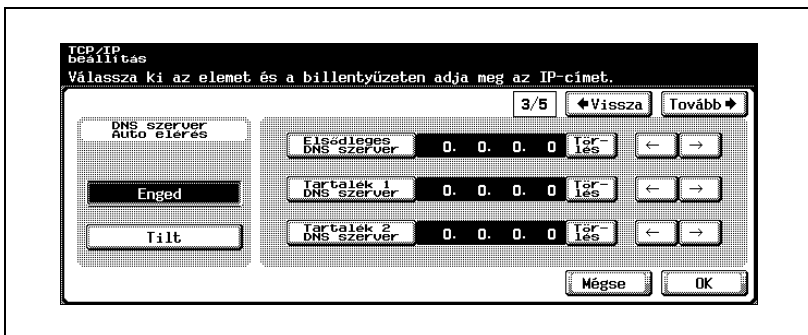 TCP/IP
beállítás
Válassza ki az elemet és a billentyűzeten adja meg az IP-címet.
3/5 🡄Vissza Tovább🡆
DNS szerver
Auto elérés
Enged
Tilt
Elsődleges
DNS szerver
0. 0. 0. 0
Tör-
lés
← →
Tartalék 1
DNS szerver
0. 0. 0. 0
Tör-
lés
← →
Tartalék 2
DNS szerver
0. 0. 0. 0
Tör-
lés
← →
Mégse OK